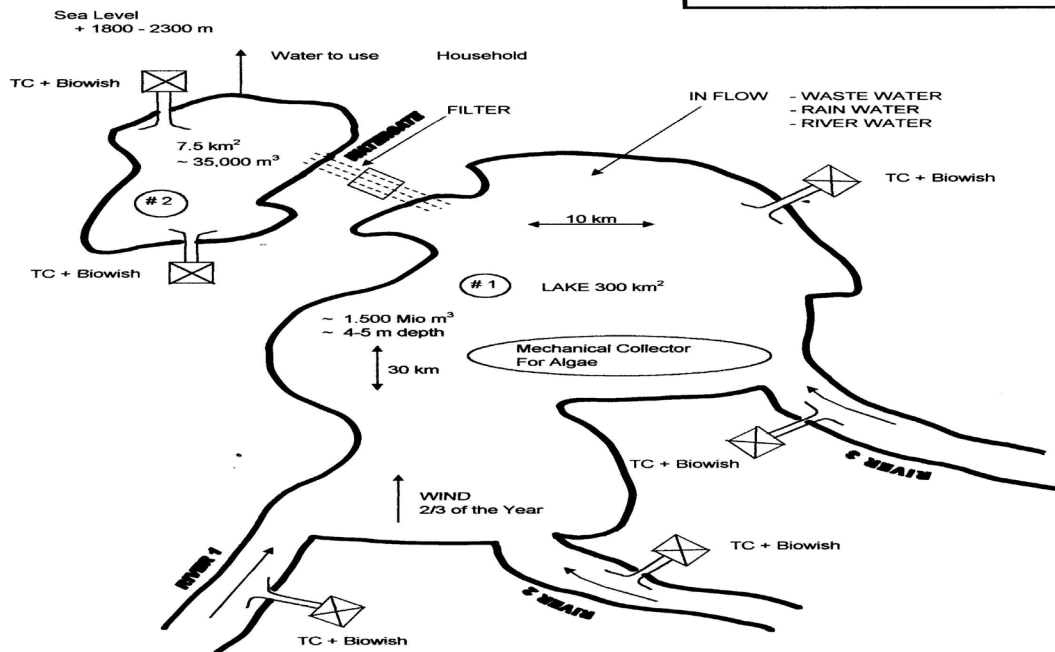 Sea Level
+ 1800 - 2300 m
Water to use Household
TC + Biowish
FILTER
WATERGATE
IN FLOW - WASTE WATER
- RAIN WATER
- RIVER WATER
7.5 km²
~ 35,000 m³
# 2
TC + Biowish
TC + Biowish
10 km
# 1
LAKE 300 km²
~ 1.500 Mio m³
~ 4-5 m depth
Mechanical Collector
For Algae
30 km
TC + Biowish
RIVER 3
WIND
2/3 of the Year
RIVER 1
TC + Biowish
RIVER 2
TC + Biowish